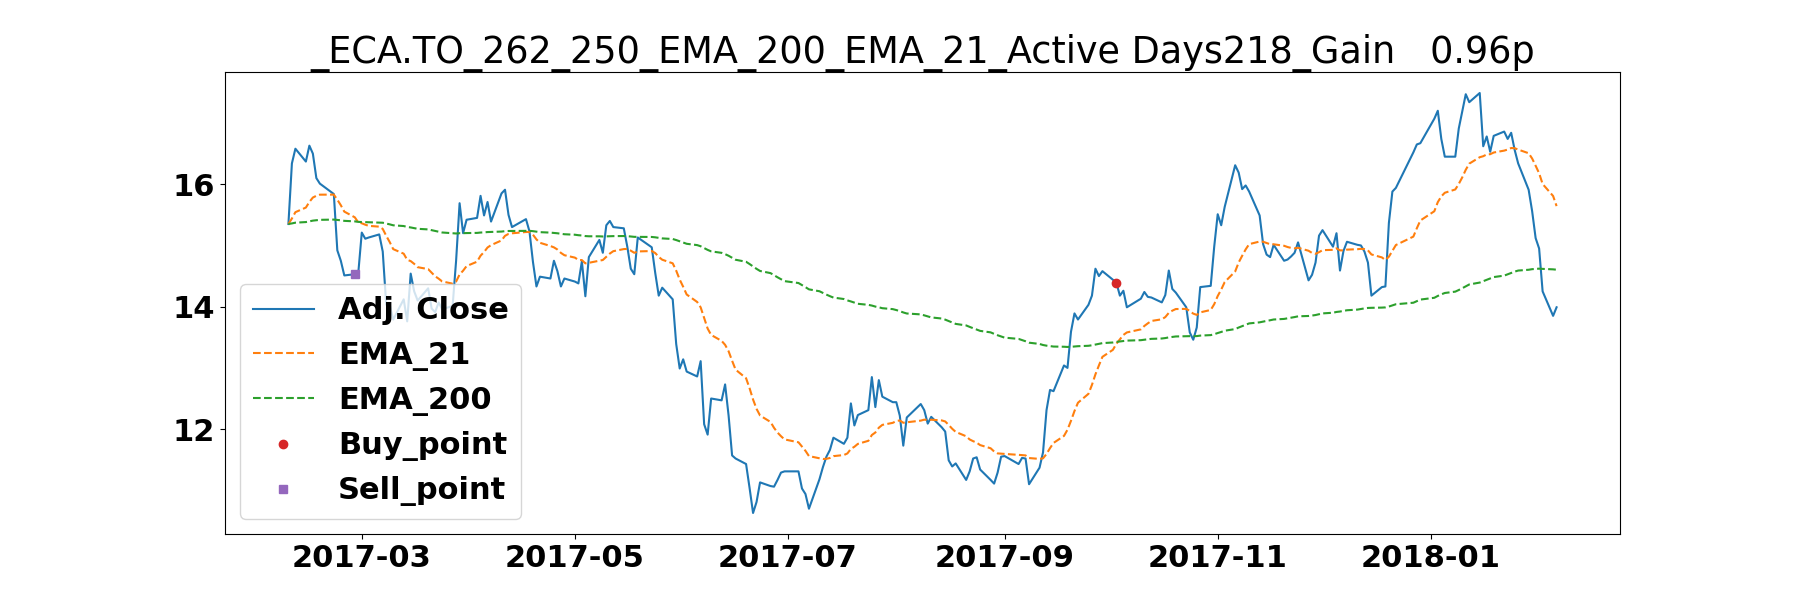 _ECA.TO_262_250_EMA_200_EMA_21_Active Days218_Gain   0.96p
16
14
12
Adj. Close
EMA_21
EMA_200
Buy_point
Sell_point
2017-03 2017-05 2017-07 2017-09 2017-11 2018-01